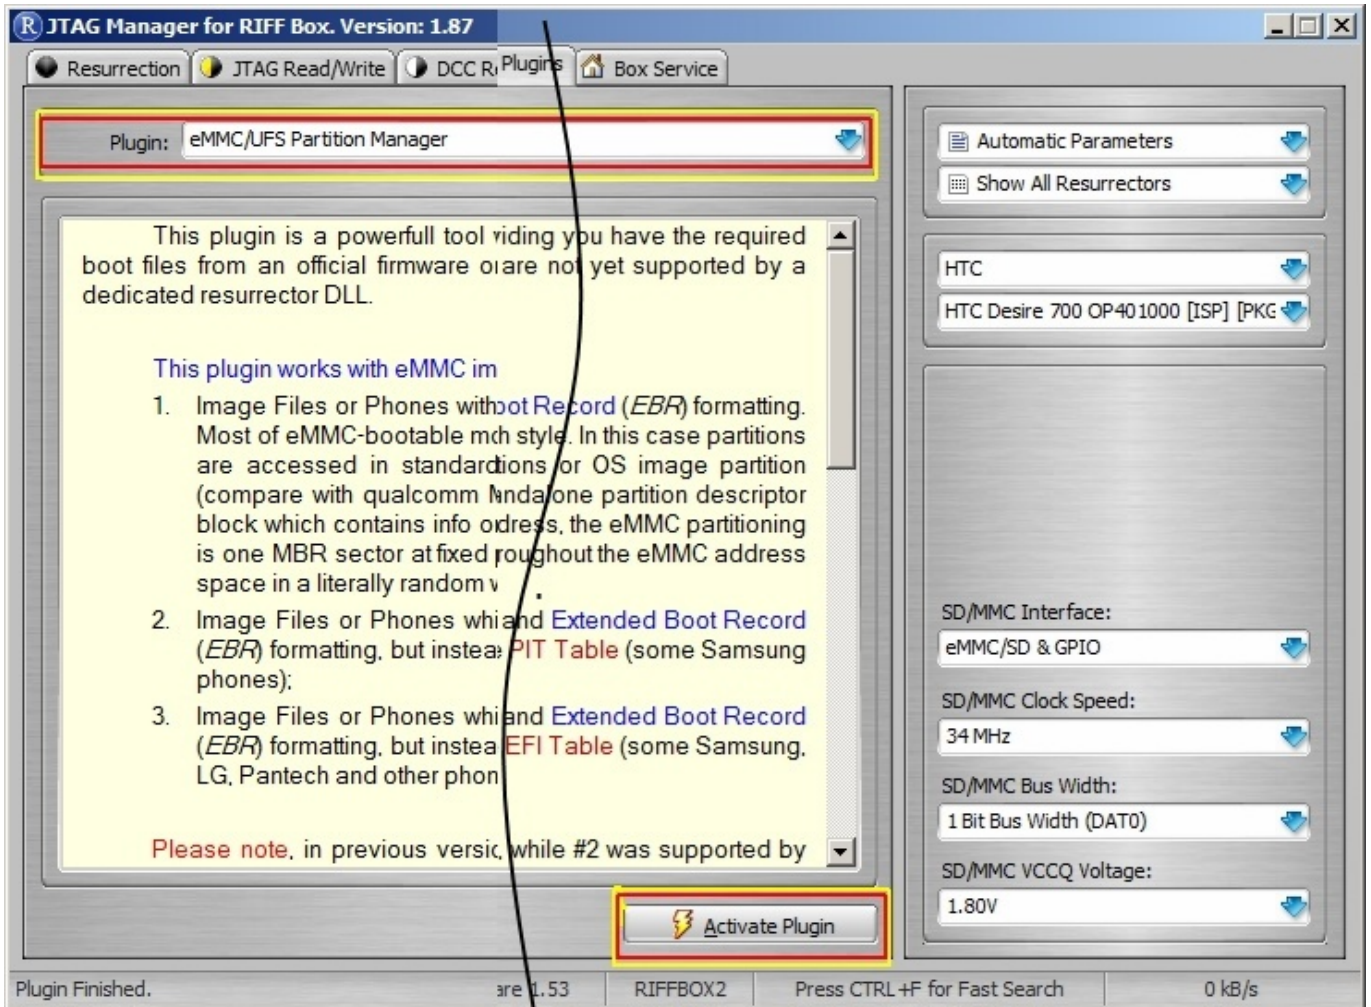 JTAG Manager for RIFF Box. Version: 1.87
Resurrection JTAG Read/Write DCC R Plugins Box Service
Plugin: eMMC/UFS Partition Manager
This plugin is a powerfull tool viding you have the required
boot files from an official firmware or are not yet supported by a
dedicated resurrector DLL.
This plugin works with eMMC im
1. Image Files or Phones with oot Record (EBR) formatting.
Most of eMMC-bootable mo h style. In this case partitions
are accessed in standard tions or OS image partition
(compare with qualcomm ndalone partition descriptor
block which contains info o dress, the eMMC partitioning
is one MBR sector at fixed roughout the eMMC address
space in a literally random
2. Image Files or Phones whi and Extended Boot Record
(EBR) formatting, but instea PIT Table (some Samsung
phones);
3. Image Files or Phones whi and Extended Boot Record
(EBR) formatting, but instea EFI Table (some Samsung,
LG, Pantech and other phon
Please note, in previous versic while #2 was supported by
Activate Plugin
Automatic Parameters
Show All Resurrectors
HTC
HTC Desire 700 OP401000 [ISP] [PKG
SD/MMC Interface:
eMMC/SD & GPIO
SD/MMC Clock Speed:
34 MHz
SD/MMC Bus Width:
1 Bit Bus Width (DAT0)
SD/MMC VCCQ Voltage:
1.80V
Plugin Finished. are 1.53 RIFFBOX2 Press CTRL+F for Fast Search 0 kB/s